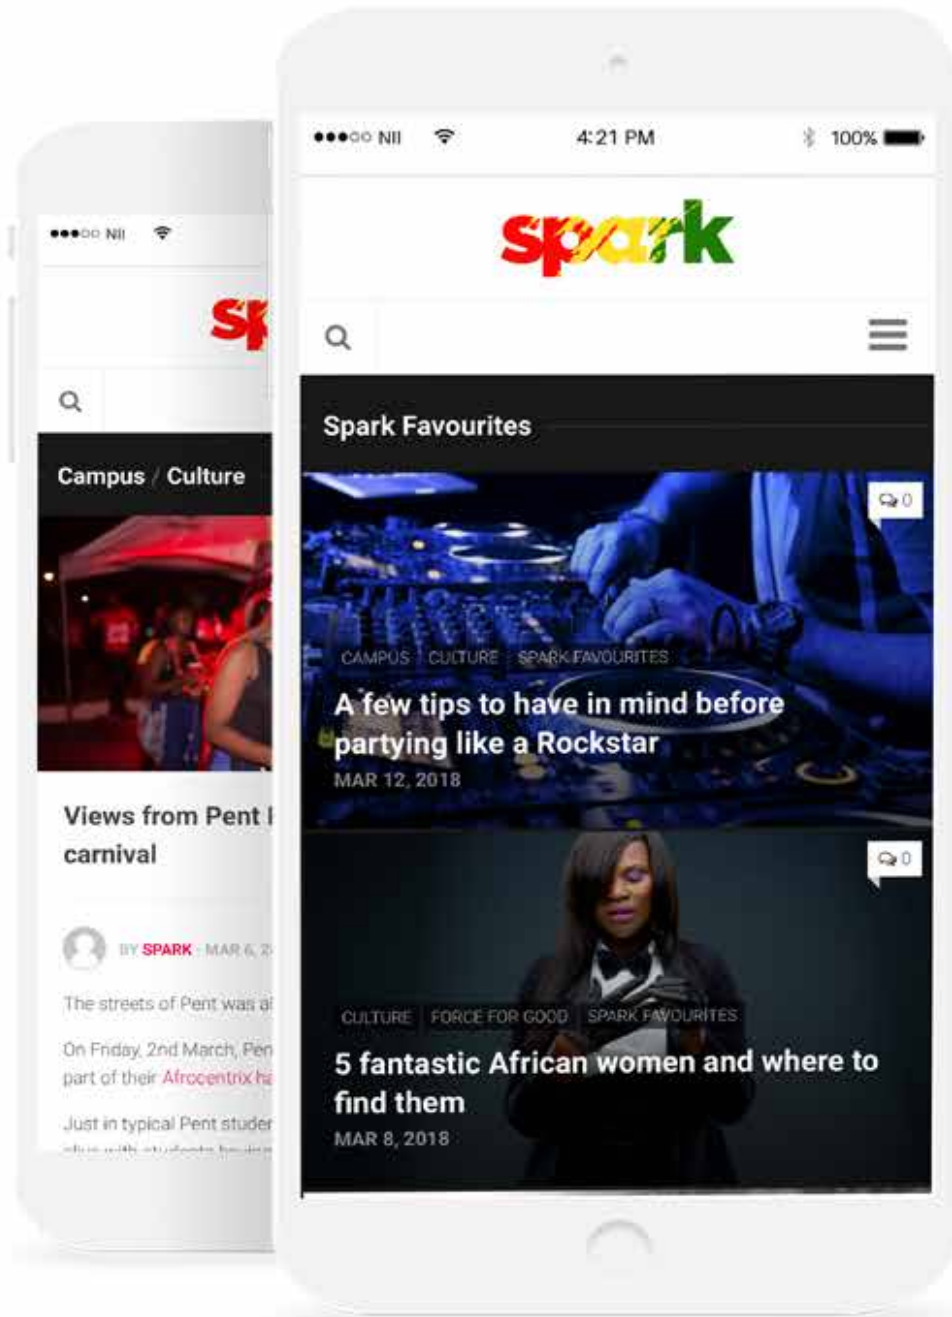 NII
4:21 PM
100%
spark
Spark Favourites
0
CAMPUS CULTURE SPARK FAVOURITES
A few tips to have in mind before
partying like a Rockstar
MAR 12, 2018
0
CULTURE FORCE FOR GOOD SPARK FAVOURITES
5 fantastic African women and where to
find them
MAR 8, 2018
NII
Campus / Culture
Views from Pent
carnival
BY SPARK - MAR 6,
The streets of Pent was
On Friday, 2nd March,
part of their Afrocentrix
Just in typical Pent